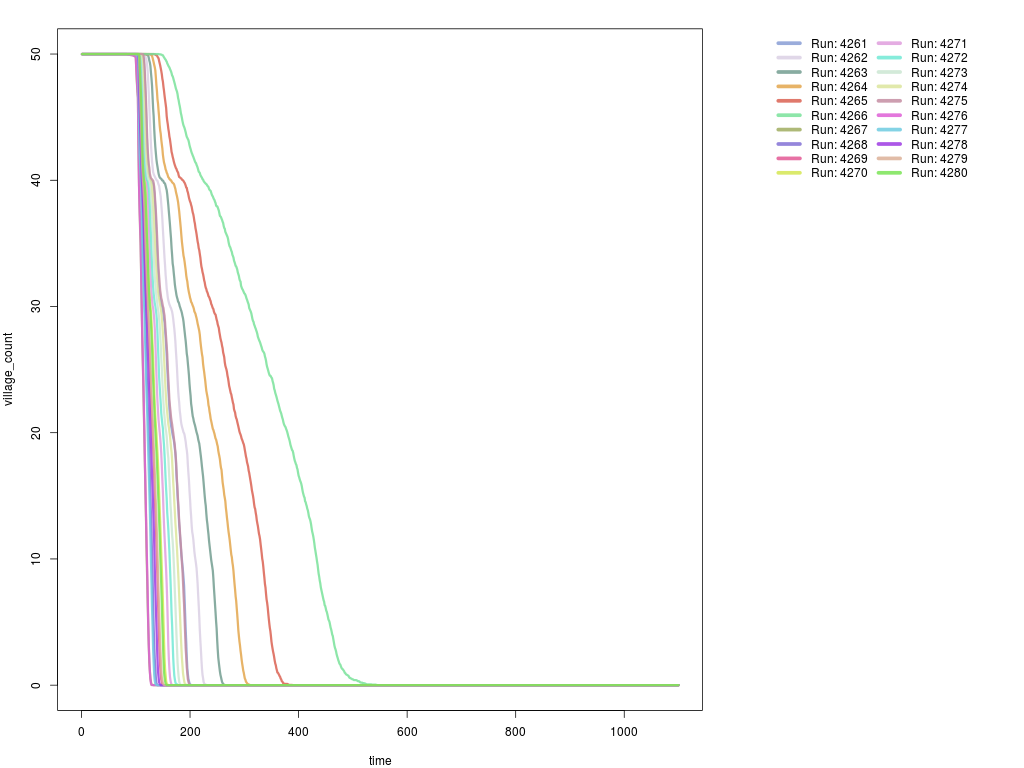 50
40
30
20
10
0
village_count
0 200 400 600 800 1000
time
Run: 4261 Run: 4271
Run: 4262 Run: 4272
Run: 4263 Run: 4273
Run: 4264 Run: 4274
Run: 4265 Run: 4275
Run: 4266 Run: 4276
Run: 4267 Run: 4277
Run: 4268 Run: 4278
Run: 4269 Run: 4279
Run: 4270 Run: 4280